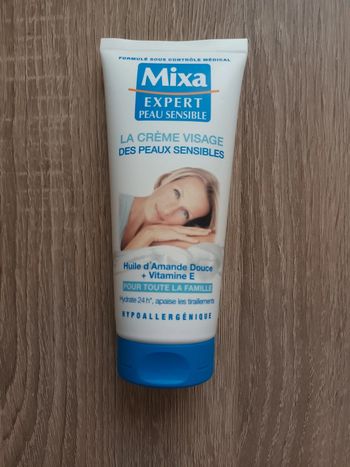 FORMULÉ SOUS CONTRÔLE MÉDICAL
Mixa
EXPERT
PEAU SENSIBLE
LA CRÈME VISAGE
DES PEAUX SENSIBLES
Huile d'Amande Douce
+ Vitamine E
POUR TOUTE LA FAMILLE
Hydrate 24h*, apaise les tiraillements
HYPOALLERGÉNIQUE